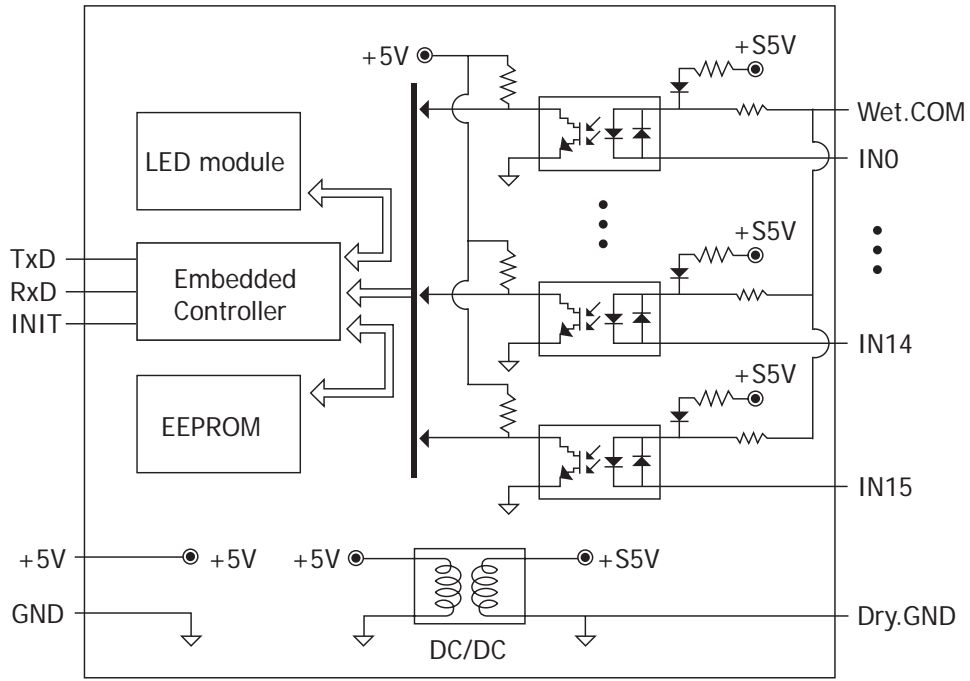 +5V
+S5V
Wet.COM
IN0
LED module
TxD
RxD
INIT
Embedded
Controller
+S5V
IN14
EEPROM
+S5V
IN15
+5V
+5V
+5V
+S5V
GND
Dry.GND
DC/DC